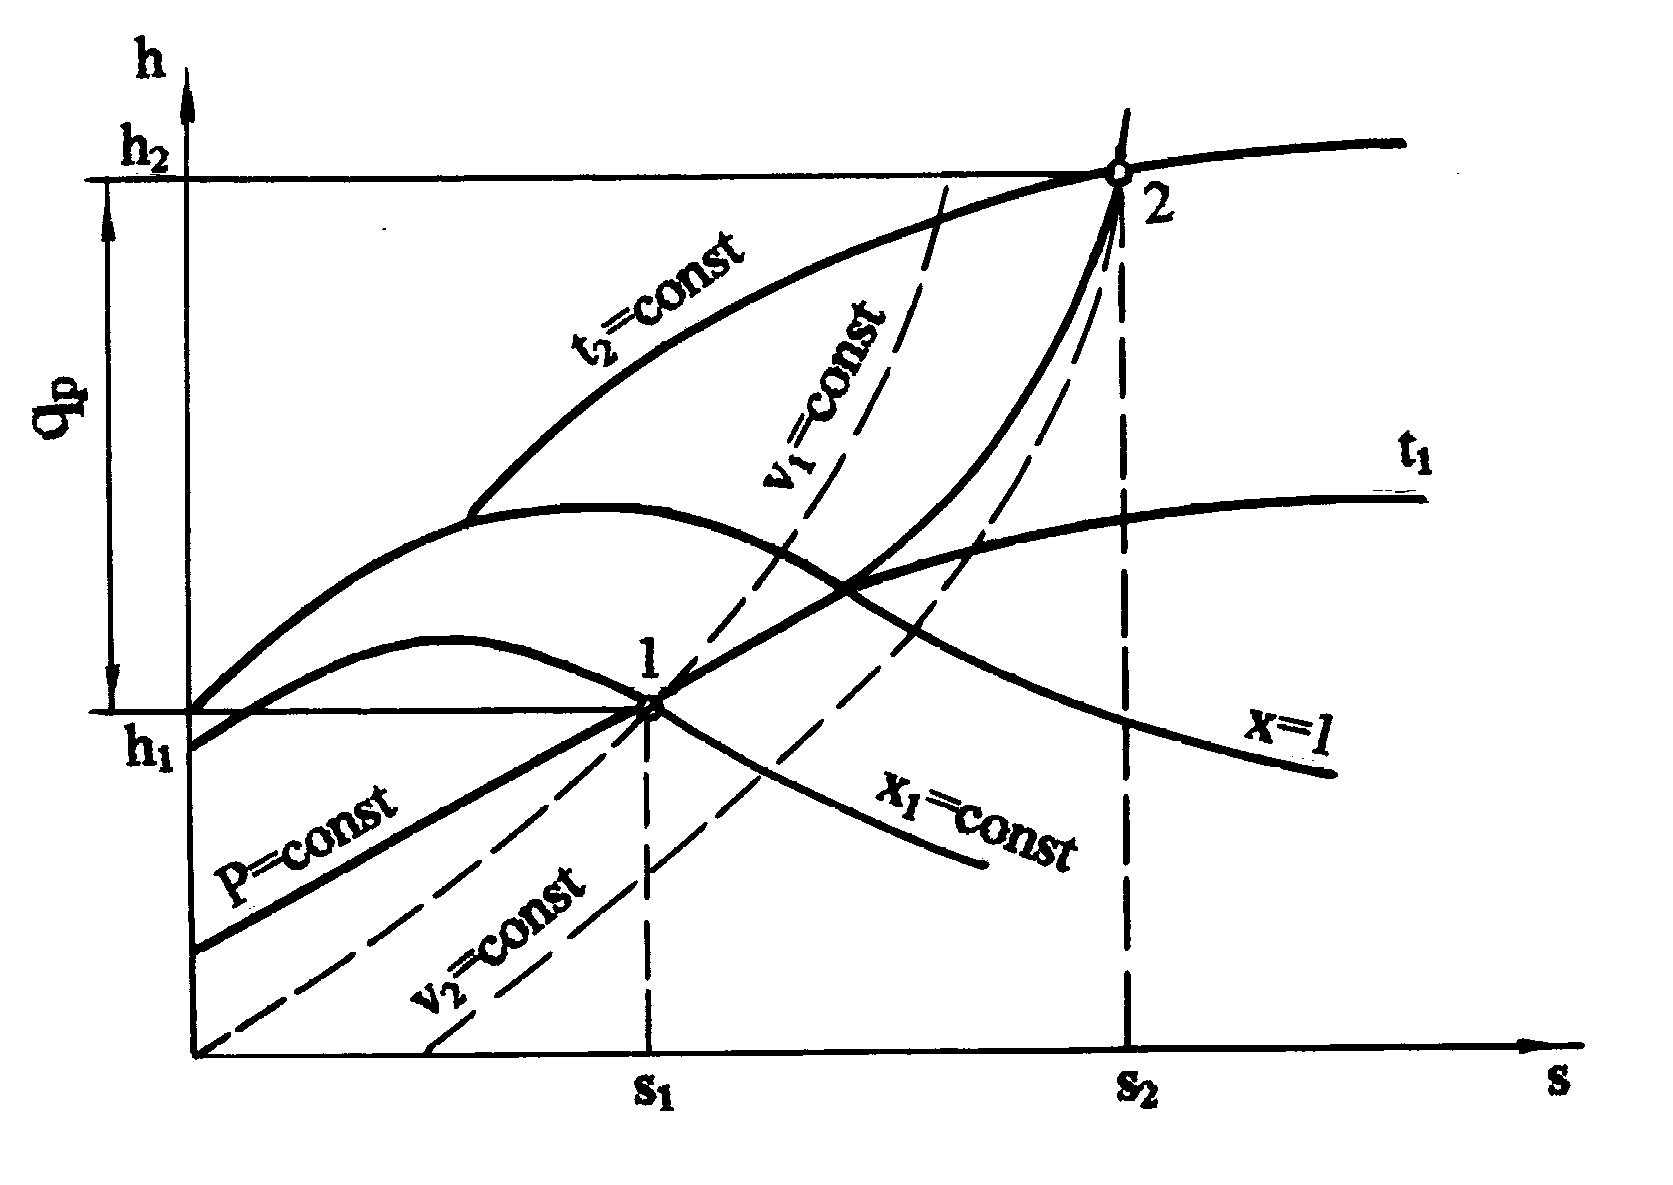 h
h₂
2
t₂=const
v₁=const
qₚ
t₁
1
h₁
x=1
x₁=const
P=const
v₂=const
s₁
s₂
s